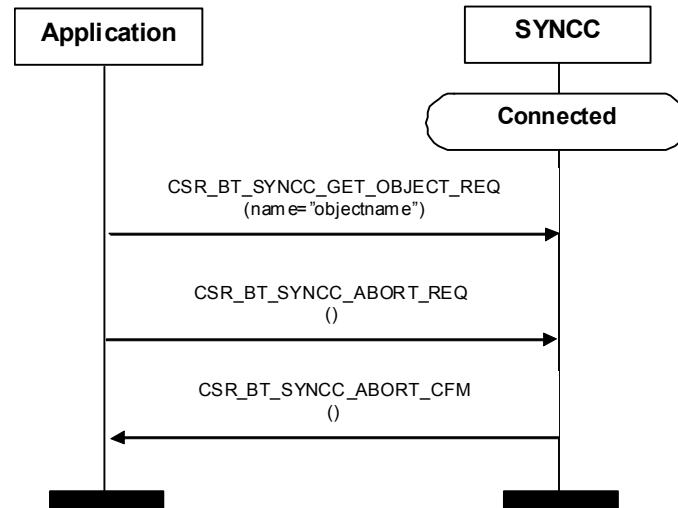 Application
SYNCC
Connected
CSR_BT_SYNCC_GET_OBJECT_REQ
(name=”objectname”)
CSR_BT_SYNCC_ABORT_REQ
()
CSR_BT_SYNCC_ABORT_CFM
()